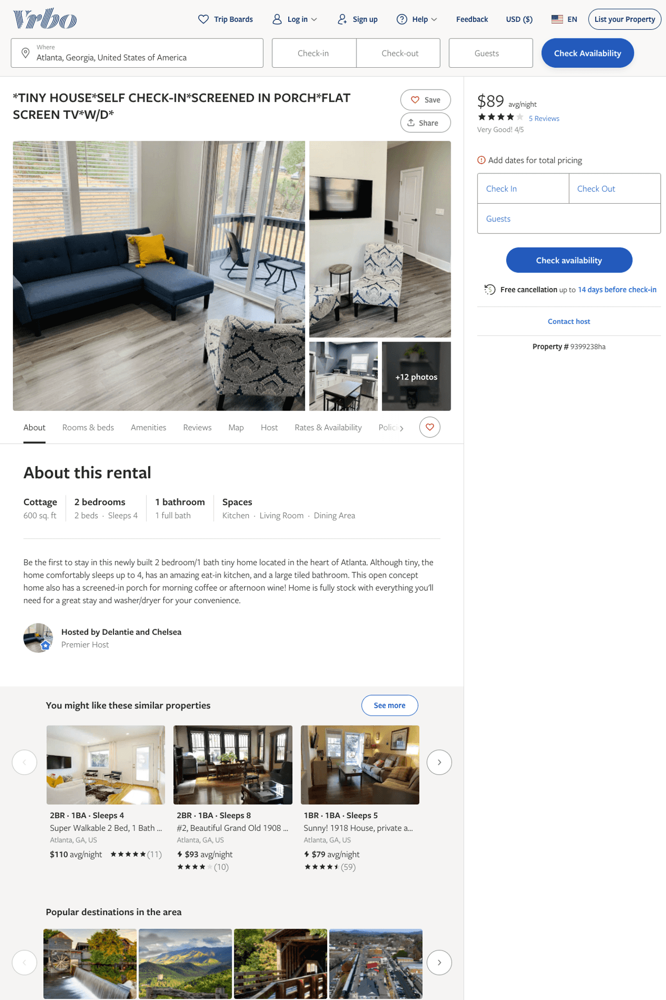 Vrbo
Trip Boards
Log in
Sign up
Help
Feedback
USD ($)
EN
List your Property
Where
Atlanta, Georgia, United States of America
Check-in
Check-out
Guests
Check Availability
*TINY HOUSE*SELF CHECK-IN*SCREENED IN PORCH*FLAT
SCREEN TV*W/D*
Save
Share
$89 avg/night
5 Reviews
Very Good! 4/5
Add dates for total pricing
Check In
Check Out
Guests
Check availability
Free cancellation up to 14 days before check-in
Contact host
Property # 9399238ha
+12 photos
About
Rooms & beds
Amenities
Reviews
Map
Host
Rates & Availability
Polici
About this rental
Cottage
600 sq. ft
2 bedrooms
2 beds · Sleeps 4
1 bathroom
1 full bath
Spaces
Kitchen · Living Room · Dining Area
Be the first to stay in this newly built 2 bedroom/1 bath tiny home located in the heart of Atlanta. Although tiny, the
home comfortably sleeps up to 4, has an amazing eat-in kitchen, and a large tiled bathroom. This open concept
home also has a screened-in porch for morning coffee or afternoon wine! Home is fully stock with everything you'll
need for a great stay and washer/dryer for your convenience.
Hosted by Delantie and Chelsea
Premier Host
You might like these similar properties
See more
2BR · 1BA · Sleeps 4
Super Walkable 2 Bed, 1 Bath ...
Atlanta, GA, US
$110 avg/night
(11)
2BR · 1BA · Sleeps 8
#2, Beautiful Grand Old 1908 ...
Atlanta, GA, US
$93 avg/night
(10)
1BR · 1BA · Sleeps 5
Sunny! 1918 House, private a...
Atlanta, GA, US
$79 avg/night
(59)
Popular destinations in the area